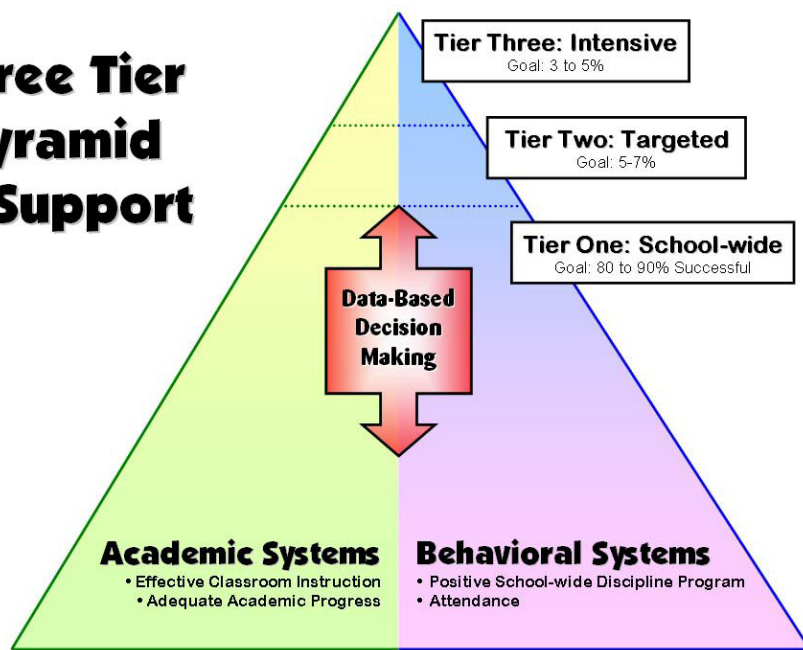 ree Tier
yramid
Support
Tier Three: Intensive
Goal: 3 to 5%
Tier Two: Targeted
Goal: 5-7%
Tier One: School-wide
Goal: 80 to 90% Successful
Data-Based
Decision
Making
Academic Systems
• Effective Classroom Instruction
• Adequate Academic Progress
Behavioral Systems
• Positive School-wide Discipline Program
• Attendance